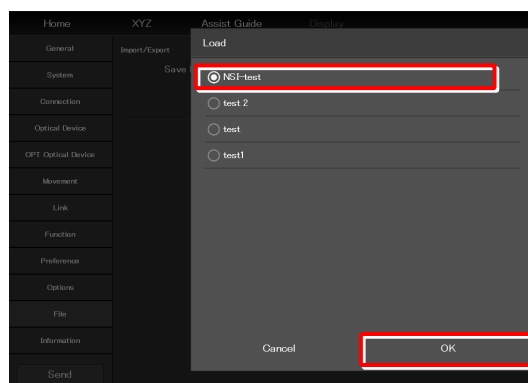 Home XYZ Assist Guide Display
General
Import/Export
Load
System
Save
NSI-test
Connection
test 2
Optical Device
test
OPT Optical Device
test1
Movement
Link
Function
Preference
Options
File
Information
Cancel OK
Send